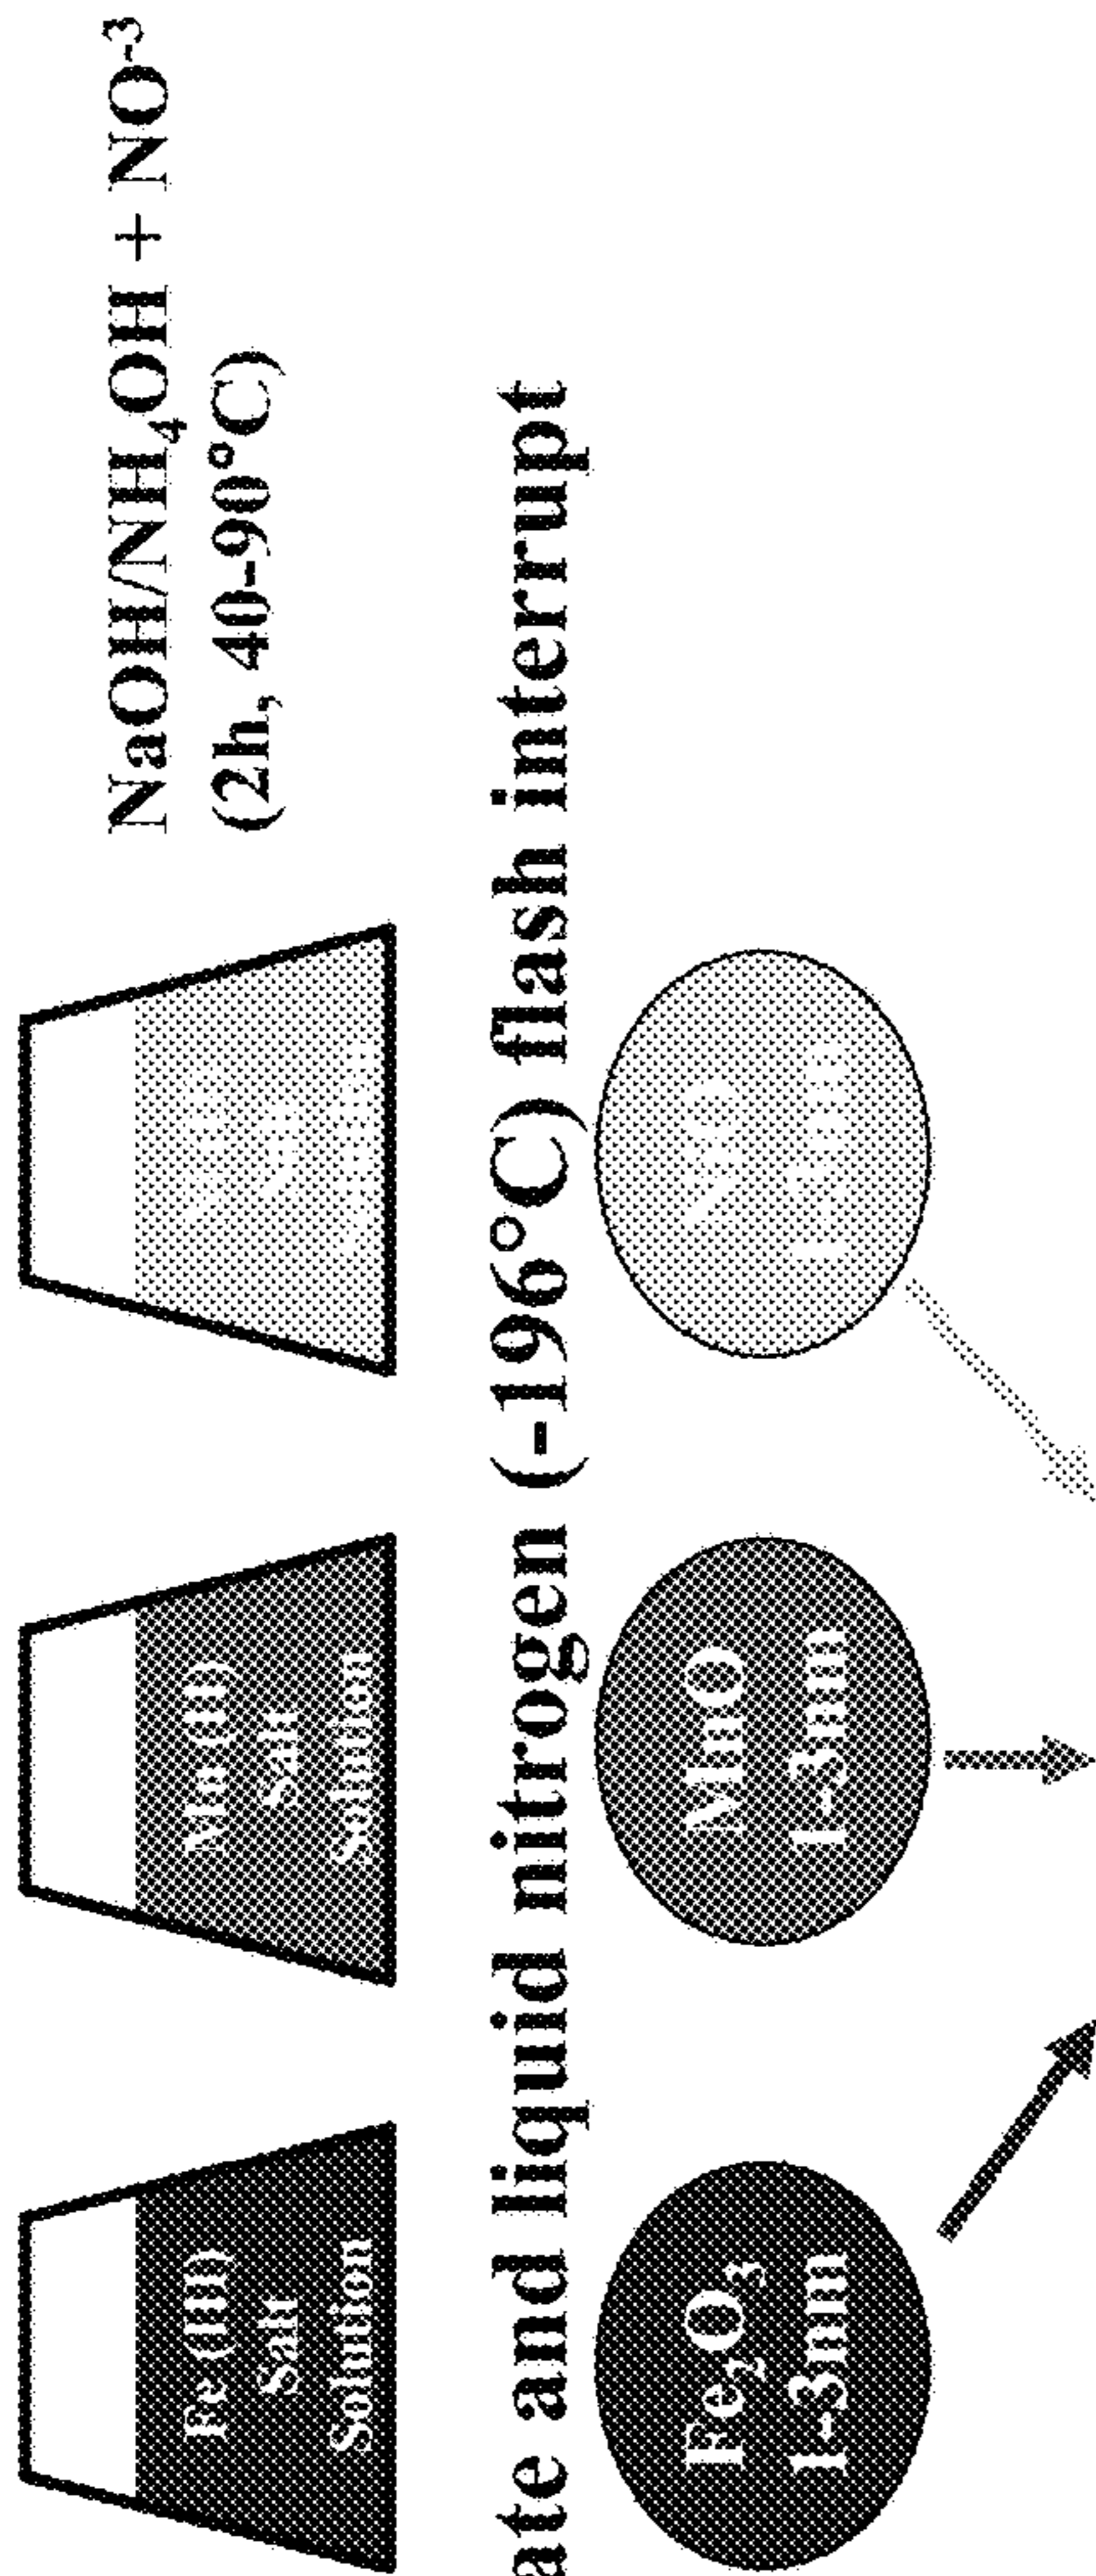 Fe (III)
Salt
Solution
Mn (II)
Salt
Solution
NaOH/NH₄OH + NO⁻³
(2h, 40-90°C)
ate and liquid nitrogen (-196°C) flash interrupt
Fe₂O₃
1-3nm
MnO
1-3nm